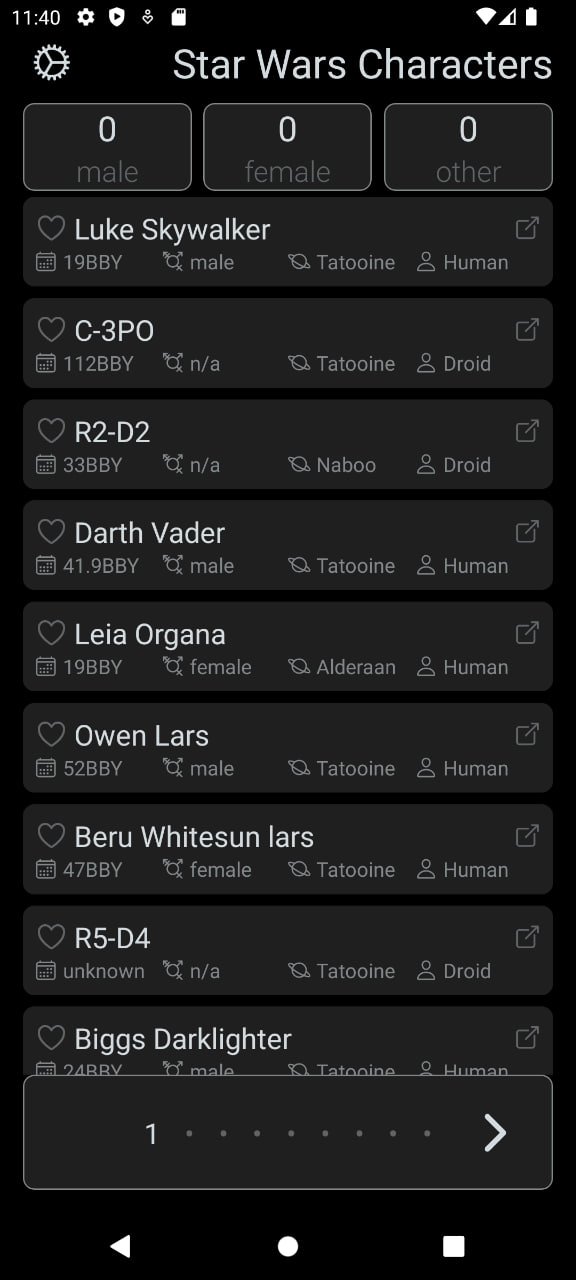 11:40
Star Wars Characters
0 0 0
male female other
Luke Skywalker
19BBY male Tatooine Human
C-3PO
112BBY n/a Tatooine Droid
R2-D2
33BBY n/a Naboo Droid
Darth Vader
41.9BBY male Tatooine Human
Leia Organa
19BBY female Alderaan Human
Owen Lars
52BBY male Tatooine Human
Beru Whitesun lars
47BBY female Tatooine Human
R5-D4
unknown n/a Tatooine Droid
Biggs Darklighter
24BBY male Tatooine Human
1